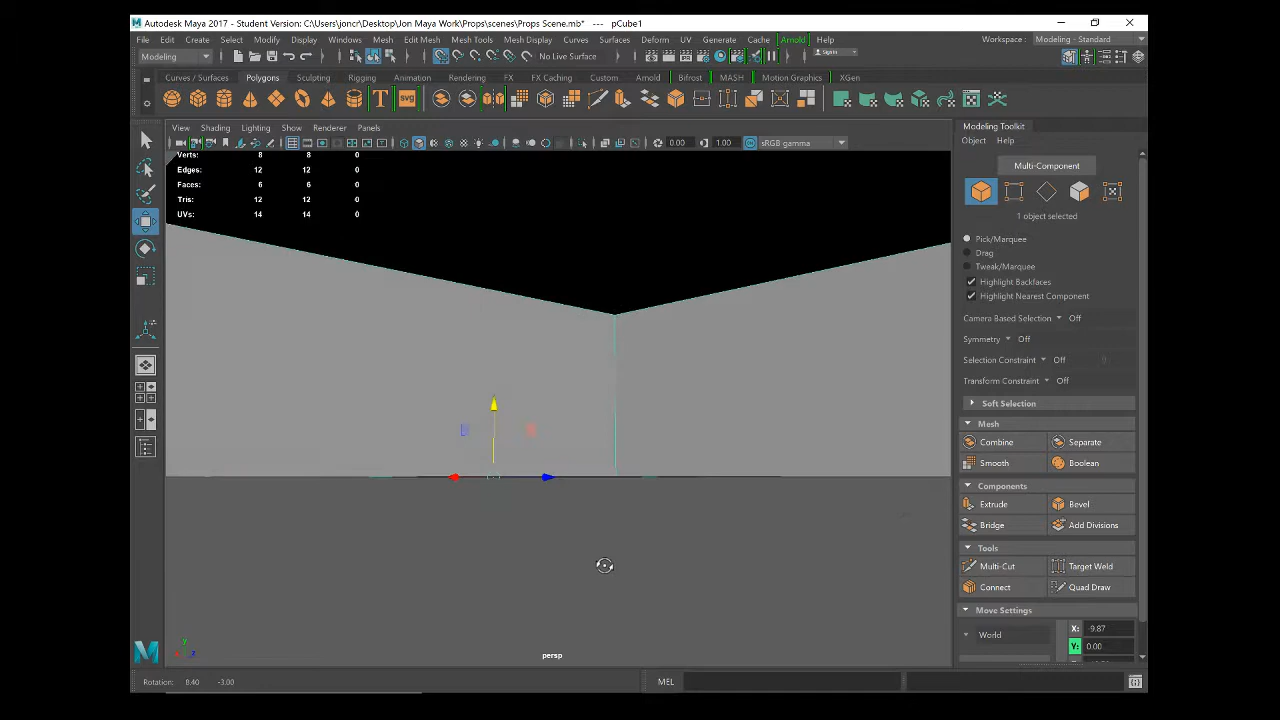 Autodesk Maya 2017 - Student Version: C:\Users\joncr\Desktop\Jon Maya Work\Props\scenes\Props Scene.mb* --- pCube1
File Edit Create Select Modify Display Windows Mesh Edit Mesh Mesh Tools Mesh Display Curves Surfaces Deform UV Generate Cache Arnold Help
Workspace : Modeling - Standard
Modeling No Live Surface Sign In
Curves / Surfaces Polygons Sculpting Rigging Animation Rendering FX FX Caching Custom Arnold Bifrost MASH Motion Graphics XGen
T svg
View Shading Lighting Show Renderer Panels
0.00 1.00 sRGB gamma
Verts: 8 8 0
Edges: 12 12 0
Faces: 6 6 0
Tris: 12 12 0
UVs: 14 14 0
Modeling Toolkit
Object Help
Multi-Component
1 object selected
Pick/Marquee
Drag
Tweak/Marquee
Highlight Backfaces
Highlight Nearest Component
Camera Based Selection Off
Symmetry Off
Selection Constraint Off 0
Transform Constraint Off
Soft Selection
Mesh
Combine Separate
Smooth Boolean
Components
Extrude Bevel
Bridge Add Divisions
Tools
Multi-Cut Target Weld
Connect Quad Draw
Move Settings
World X: -9.87
Y: 0.00
y
x z
persp
M
Rotation: 8.40 -3.00
MEL